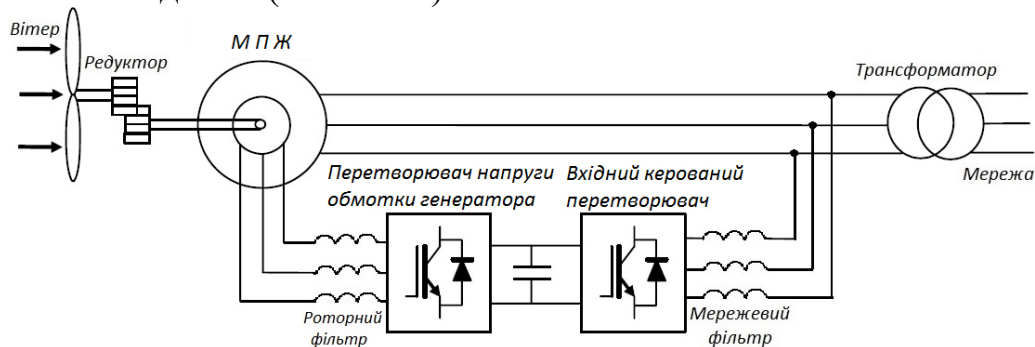 Вітер
Редуктор
М П Ж
Трансформатор
Мережа
Перетворювач напруги
обмотки генератора
Вхідний керований
перетворювач
Роторний
фільтр
Мережевий
фільтр